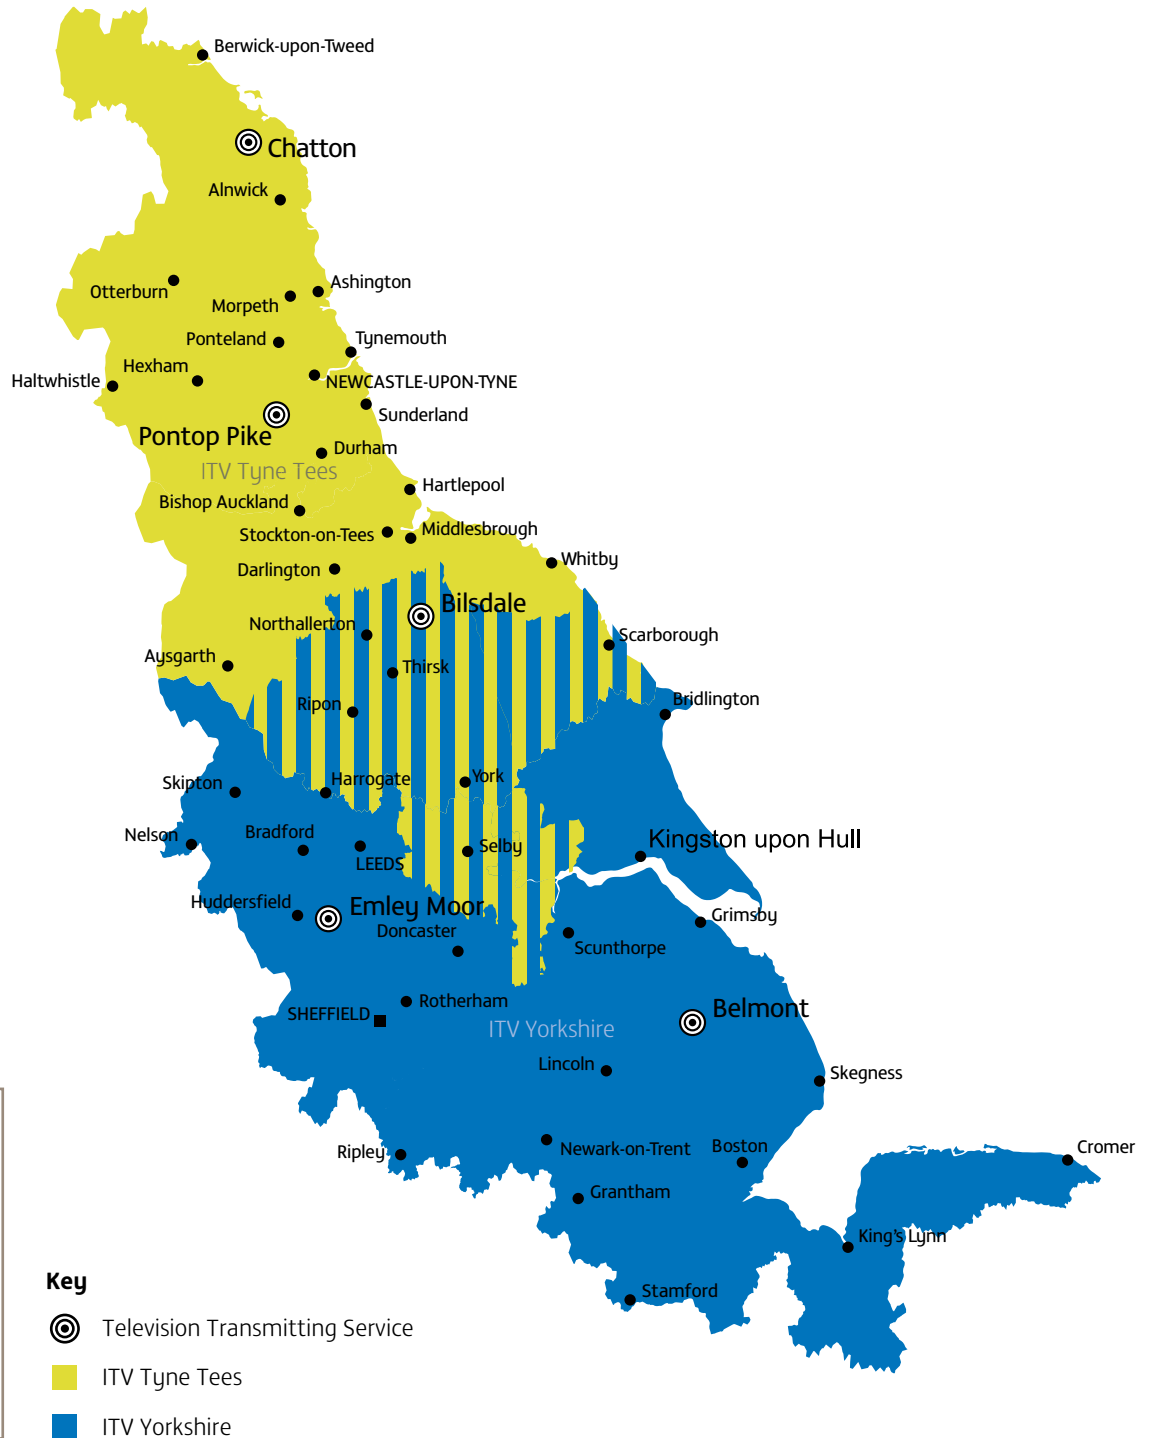 Berwick-upon-Tweed
Chatton
Alnwick
Otterburn
Ashington
Morpeth
Ponteland
Tynemouth
Haltwhistle
Hexham
NEWCASTLE-UPON-TYNE
Sunderland
Pontop Pike
Durham
ITV Tyne Tees
Hartlepool
Bishop Auckland
Stockton-on-Tees
Middlesbrough
Whitby
Darlington
Bilsdale
Northallerton
Scarborough
Aysgarth
Thirsk
Ripon
Bridlington
Skipton
Harrogate
York
Nelson
Bradford
Kingston upon Hull
LEEDS
Selby
Huddersfield
Emley Moor
Grimsby
Doncaster
Scunthorpe
Rotherham
SHEFFIELD
ITV Yorkshire
Belmont
Lincoln
Skegness
Ripley
Newark-on-Trent
Boston
Cromer
Grantham
King's Lynn
Stamford
Key
Television Transmitting Service
ITV Tyne Tees
ITV Yorkshire